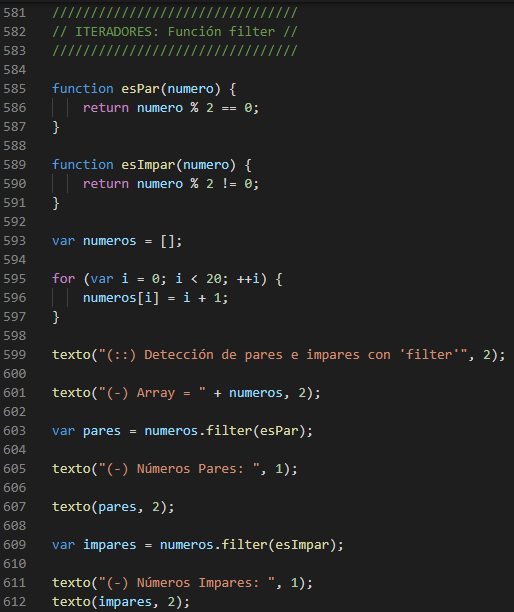 581 /////////////////////////////////
582 // ITERADORES: Función filter //
583 /////////////////////////////////
584
585 function esPar(numero) {
586     return numero % 2 == 0;
587 }
588
589 function esImpar(numero) {
590     return numero % 2 != 0;
591 }
592
593 var numeros = [];
594
595 for (var i = 0; i < 20; ++i) {
596     numeros[i] = i + 1;
597 }
598
599 texto("(::) Detección de pares e impares con 'filter'", 2);
600
601 texto("(-) Array = " + numeros, 2);
602
603 var pares = numeros.filter(esPar);
604
605 texto("(-) Números Pares: ", 1);
606
607 texto(pares, 2);
608
609 var impares = numeros.filter(esImpar);
610
611 texto("(-) Números Impares: ", 1);
612 texto(impares, 2);